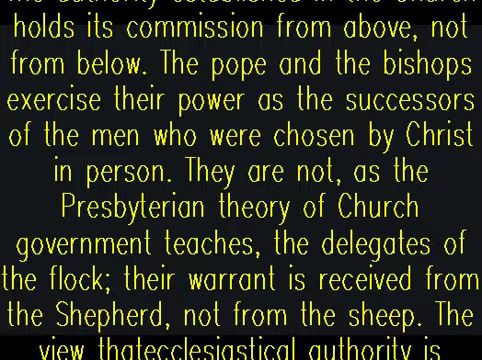 holds its commission from above, not
from below. The pope and the bishops
exercise their power as the successors
of the men who were chosen by Christ
in person. They are not, as the
Presbyterian theory of Church
government teaches, the delegates of
the flock; their warrant is received from
the Shepherd, not from the sheep. The
view thatecclesiastical authority is